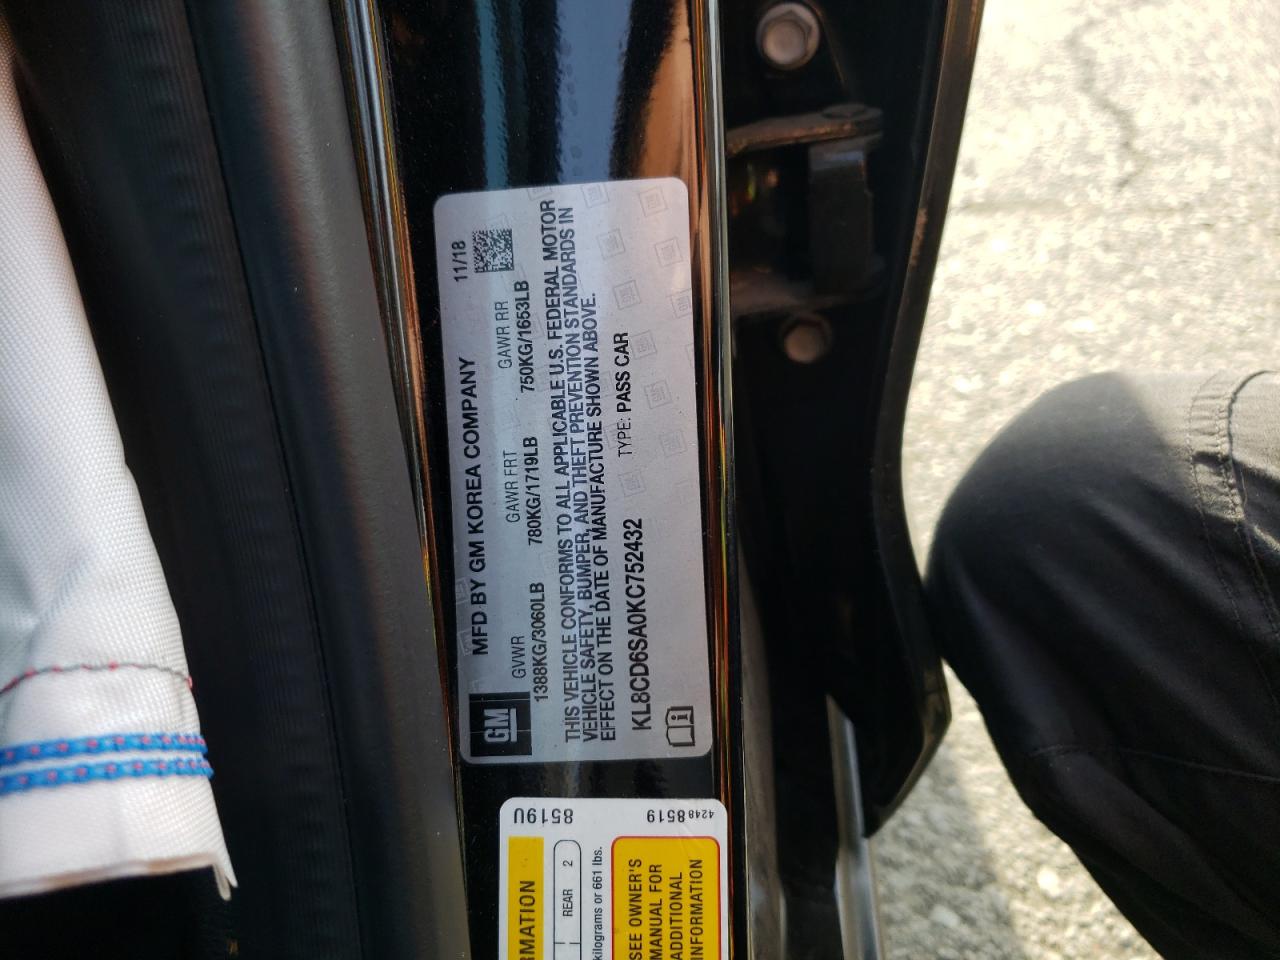 MFD BY GM KOREA COMPANY 11/18
GM
GVWR GAWR FRT GAWR RR
1388KG/3060LB 780KG/1719LB 750KG/1653LB
THIS VEHICLE CONFORMS TO ALL APPLICABLE U.S. FEDERAL MOTOR
VEHICLE SAFETY, BUMPER, AND THEFT PREVENTION STANDARDS IN
EFFECT ON THE DATE OF MANUFACTURE SHOWN ABOVE.
TYPE: PASS CAR
KL8CD6SA0KC752432
8519U
42488519
RMATION
REAR 2
kilograms or 661 lbs.
SEE OWNER'S
MANUAL FOR
ADDITIONAL
INFORMATION